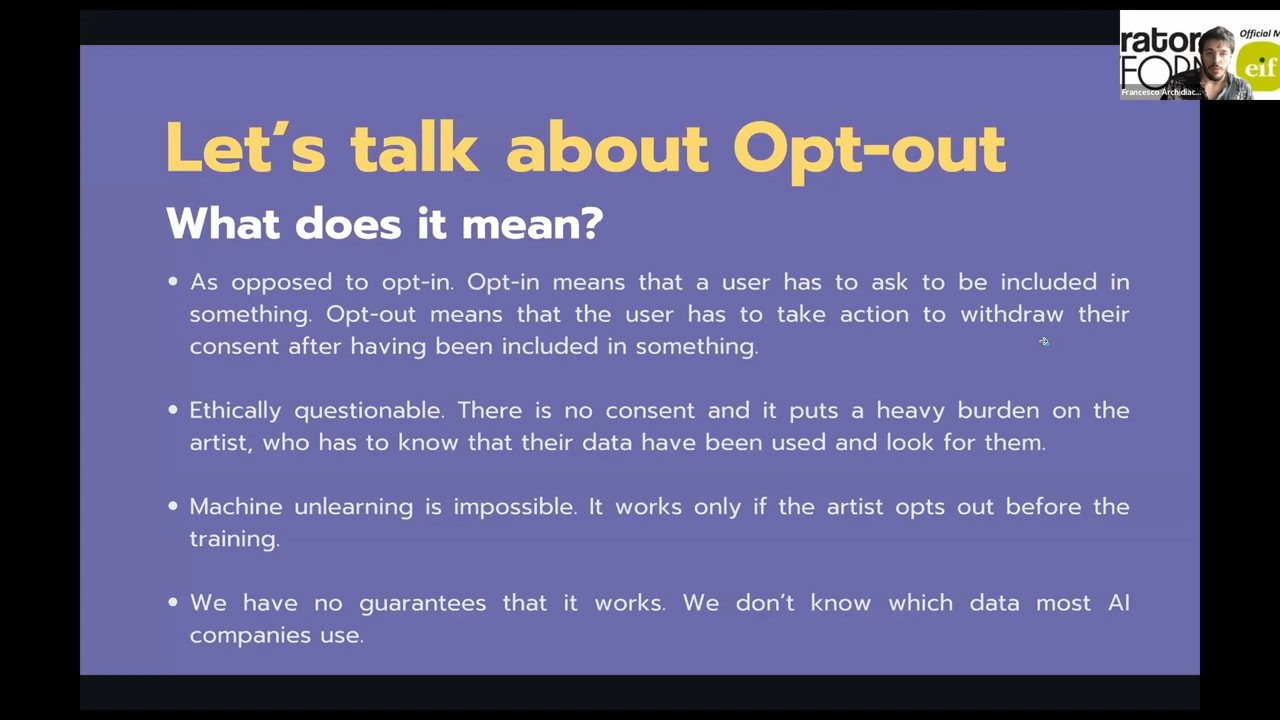 rator
Official M
FORM
eif
Francesco Archidiac...
Let's talk about Opt-out
What does it mean?
• As opposed to opt-in. Opt-in means that a user has to ask to be included in
something. Opt-out means that the user has to take action to withdraw their
consent after having been included in something.
• Ethically questionable. There is no consent and it puts a heavy burden on the
artist, who has to know that their data have been used and look for them.
• Machine unlearning is impossible. It works only if the artist opts out before the
training.
• We have no guarantees that it works. We don't know which data most AI
companies use.